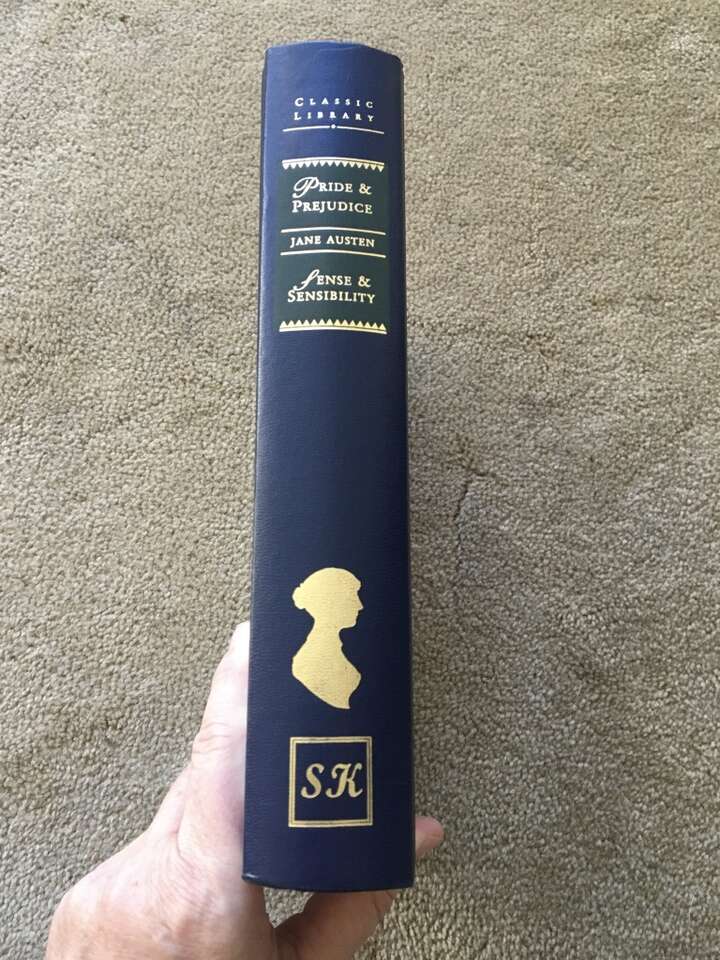 CLASSIC
LIBRARY
PRIDE &
PREJUDICE
JANE AUSTEN
SENSE &
SENSIBILITY
SK